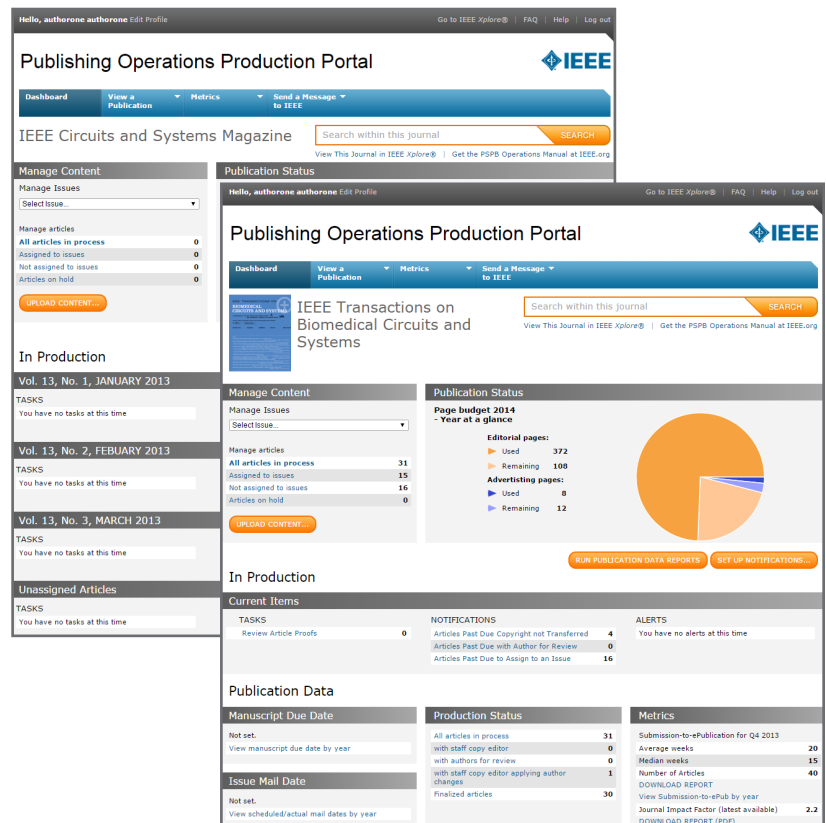 Hello, authorone authorone Edit Profile
Go to IEEE Xplore® | FAQ | Help | Log out
Publishing Operations Production Portal
IEEE
Dashboard
View a Publication
Metrics
Send a Message to IEEE
IEEE Circuits and Systems Magazine
Search within this journal
SEARCH
View This Journal in IEEE Xplore® | Get the PSPB Operations Manual at IEEE.org
Manage Content
Manage Issues
Select Issue...
Manage articles
All articles in process 0
Assigned to issues 0
Not assigned to issues 0
Articles on hold 0
UPLOAD CONTENT...
Publication Status
In Production
Vol. 13, No. 1, JANUARY 2013
TASKS
You have no tasks at this time
Vol. 13, No. 2, FEBUARY 2013
TASKS
You have no tasks at this time
Vol. 13, No. 3, MARCH 2013
TASKS
You have no tasks at this time
Unassigned Articles
TASKS
You have no tasks at this time
Hello, authorone authorone Edit Profile
Go to IEEE Xplore® | FAQ | Help | Log out
Publishing Operations Production Portal
IEEE
Dashboard
View a Publication
Metrics
Send a Message to IEEE
BIOMEDICAL
CIRCUITS AND SYSTEMS
IEEE Transactions on
Biomedical Circuits and
Systems
Search within this journal
SEARCH
View This Journal in IEEE Xplore® | Get the PSPB Operations Manual at IEEE.org
Manage Content
Manage Issues
Select Issue...
Manage articles
All articles in process 31
Assigned to issues 15
Not assigned to issues 16
Articles on hold 0
UPLOAD CONTENT...
Publication Status
Page budget 2014
- Year at a glance
Editorial pages:
Used 372
Remaining 108
Advertisting pages:
Used 8
Remaining 12
RUN PUBLICATION DATA REPORTS
SET UP NOTIFICATIONS...
In Production
Current Items
TASKS
Review Article Proofs 0
NOTIFICATIONS
Articles Past Due Copyright not Transferred 4
Articles Past Due with Author for Review 0
Articles Past Due to Assign to an Issue 16
ALERTS
You have no alerts at this time
Publication Data
Manuscript Due Date
Not set.
View manuscript due date by year
Issue Mail Date
Not set.
View scheduled/actual mail dates by year
Production Status
All articles in process 31
with staff copy editor 0
with authors for review 0
with staff copy editor applying author
changes 1
Finalized articles 30
Metrics
Submission-to-ePublication for Q4 2013
Average weeks 20
Median weeks 15
Number of Articles 40
DOWNLOAD REPORT
View Submission-to-ePub by year
Journal Impact Factor (latest available) 2.2
DOWNLOAD REPORT (PDF)